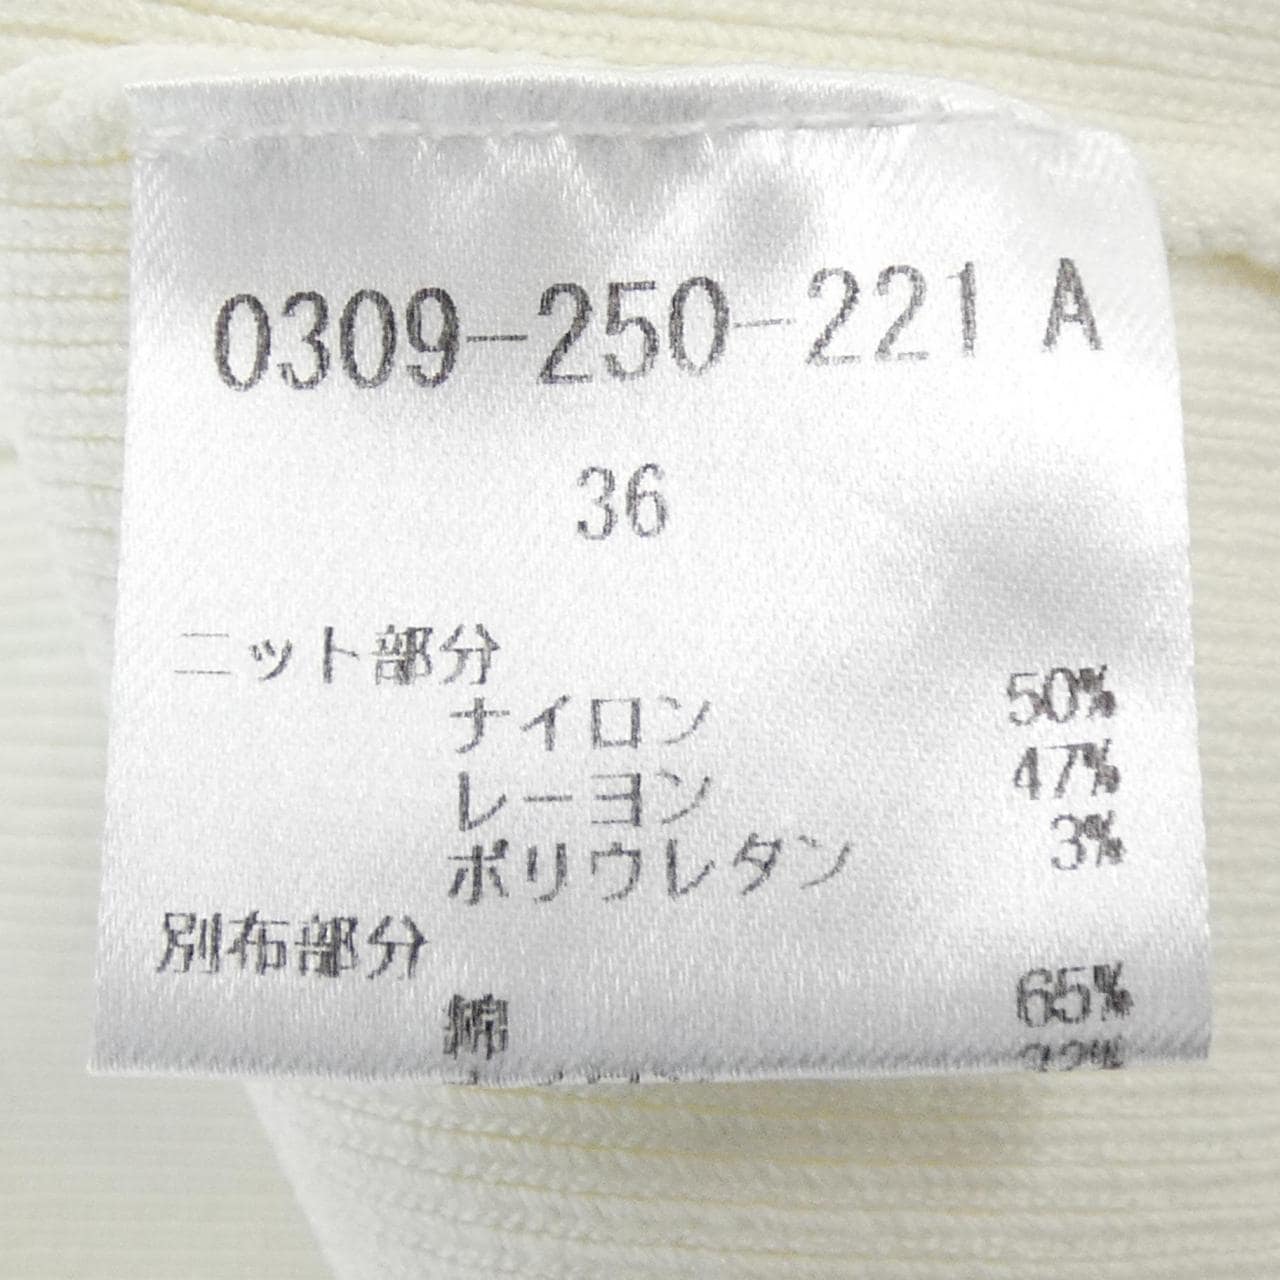 0309-250-221 A
36
ニット部分
ナイロン 50%
レーヨン 47%
ポリウレタン 3%
別布部分
綿 65%